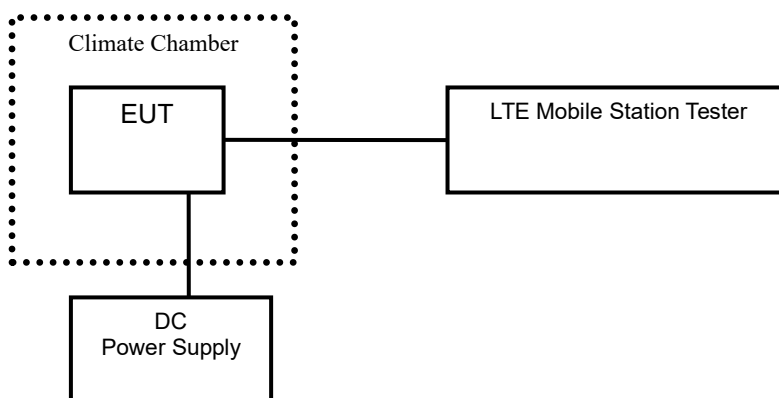 Climate Chamber
EUT
LTE Mobile Station Tester
DC
Power Supply